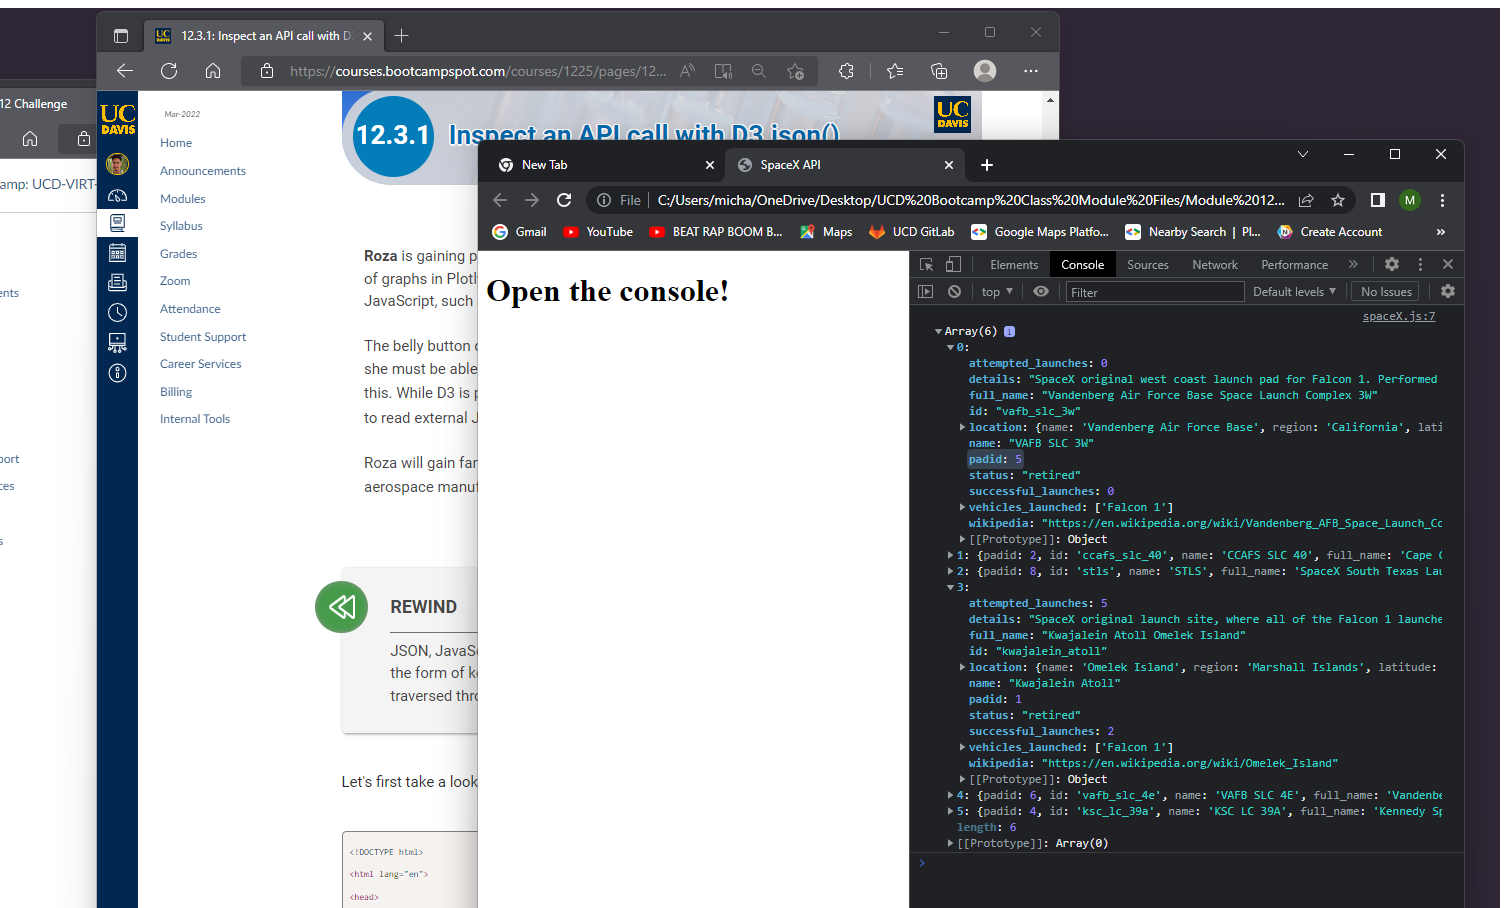 12 Challenge
amp: UCD-VIRT-
ents
port
ces
s
12.3.1: Inspect an API call with D
https://courses.bootcampspot.com/courses/1225/pages/12...
UC
DAVIS
Mar-2022
Home
Announcements
Modules
Syllabus
Grades
Zoom
Attendance
Student Support
Career Services
Billing
Internal Tools
12.3.1 Inspect an API call with D3.json()
UC
DAVIS
Roza is gaining p
of graphs in Plotl
JavaScript, such
The belly button
she must be able
this. While D3 is p
to read external J
Roza will gain far
aerospace manuf
REWIND
JSON, JavaSc
the form of ke
traversed thro
Let's first take a look
<!DOCTYPE html>
<html lang="en">
<head>
New Tab
SpaceX API
File C:/Users/micha/OneDrive/Desktop/UCD%20Bootcamp%20Class%20Module%20Files/Module%2012...
M
Gmail YouTube BEAT RAP BOOM B... Maps UCD GitLab Google Maps Platfo... Nearby Search | Pl... Create Account »
Open the console!
Elements Console Sources Network Performance »
top Filter Default levels No Issues
spaceX.js:7
Array(6) i
0:
attempted_launches: 0
details: "SpaceX original west coast launch pad for Falcon 1. Performed
full_name: "Vandenberg Air Force Base Space Launch Complex 3W"
id: "vafb_slc_3w"
location: {name: 'Vandenberg Air Force Base', region: 'California', lati
name: "VAFB SLC 3W"
padid: 5
status: "retired"
successful_launches: 0
vehicles_launched: ['Falcon 1']
wikipedia: "https://en.wikipedia.org/wiki/Vandenberg_AFB_Space_Launch_Co
[[Prototype]]: Object
1: {padid: 2, id: 'ccafs_slc_40', name: 'CCAFS SLC 40', full_name: 'Cape C
2: {padid: 8, id: 'stls', name: 'STLS', full_name: 'SpaceX South Texas Lau
3:
attempted_launches: 5
details: "SpaceX original launch site, where all of the Falcon 1 launche
full_name: "Kwajalein Atoll Omelek Island"
id: "kwajalein_atoll"
location: {name: 'Omelek Island', region: 'Marshall Islands', latitude:
name: "Kwajalein Atoll"
padid: 1
status: "retired"
successful_launches: 2
vehicles_launched: ['Falcon 1']
wikipedia: "https://en.wikipedia.org/wiki/Omelek_Island"
[[Prototype]]: Object
4: {padid: 6, id: 'vafb_slc_4e', name: 'VAFB SLC 4E', full_name: 'Vandenbe
5: {padid: 4, id: 'ksc_lc_39a', name: 'KSC LC 39A', full_name: 'Kennedy Sp
length: 6
[[Prototype]]: Array(0)